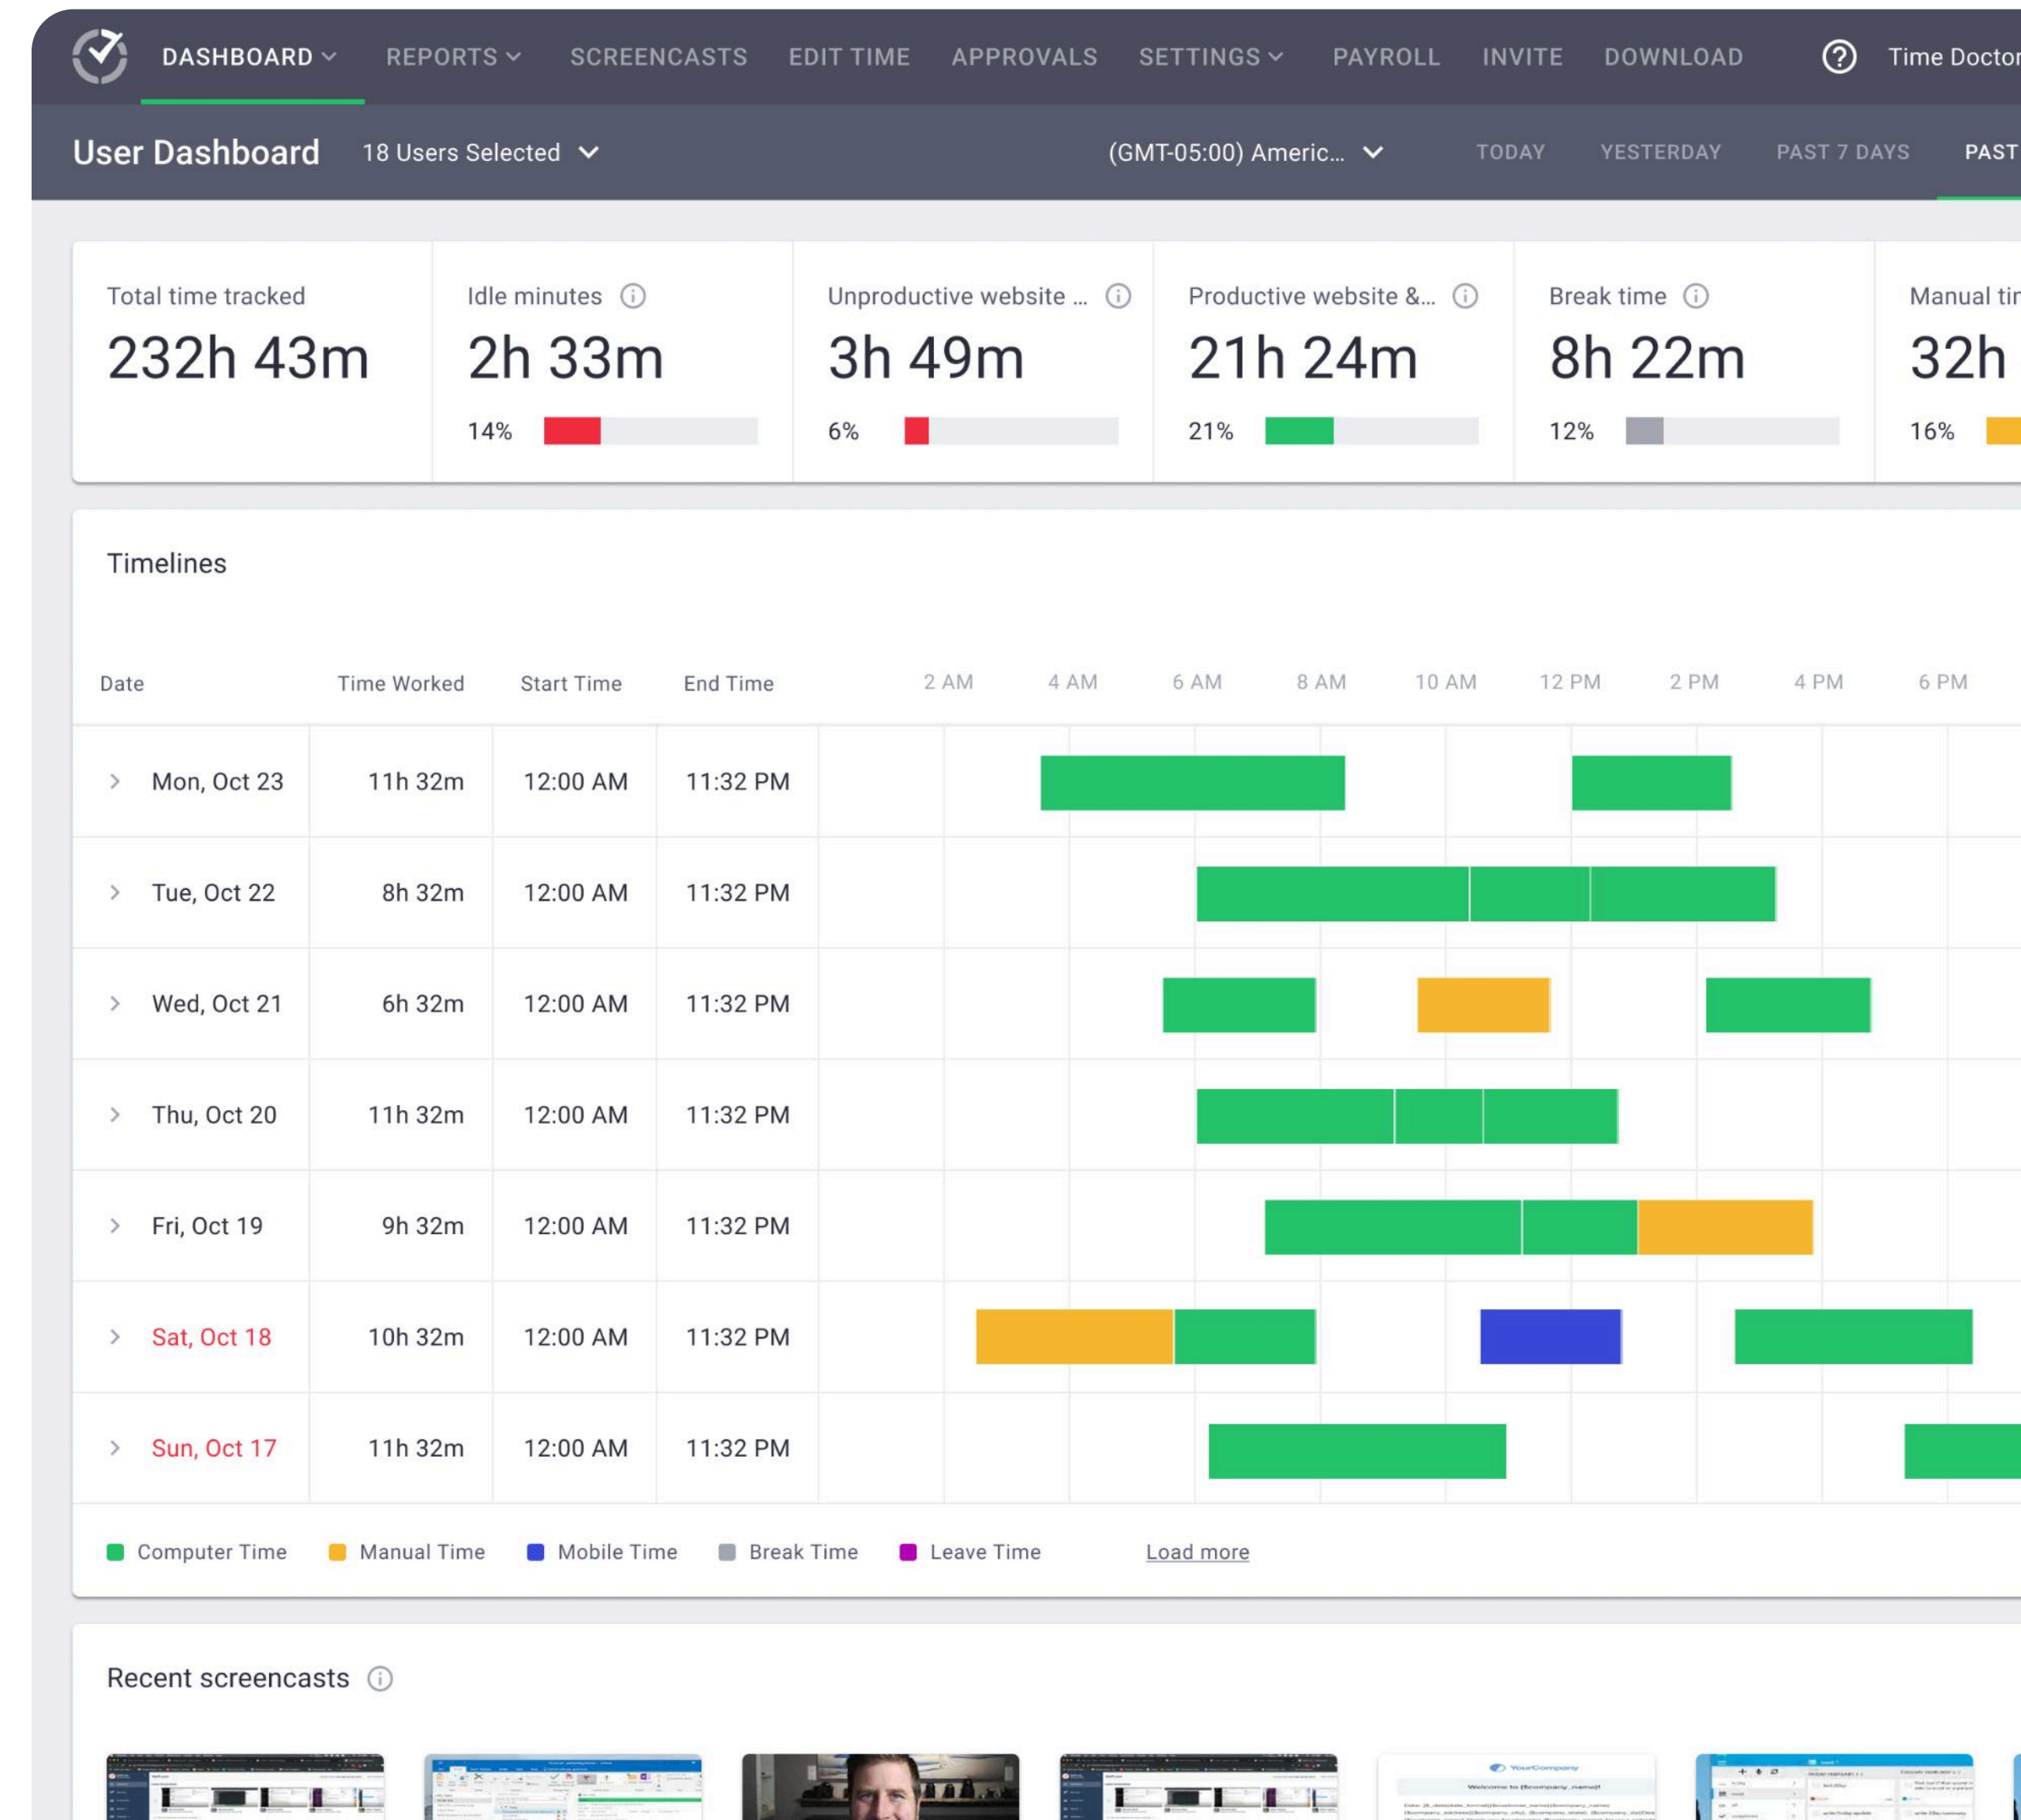 DASHBOARD REPORTS SCREENCASTS EDIT TIME APPROVALS SETTINGS PAYROLL INVITE DOWNLOAD Time Doctor
User Dashboard 18 Users Selected (GMT-05:00) Americ... TODAY YESTERDAY PAST 7 DAYS PAST
Total time tracked Idle minutes Unproductive website ... Productive website &... Break time Manual
232h 43m 2h 33m 3h 49m 21h 24m 8h 22m 32h
14% 6% 21% 12% 16%
Timelines
Date Time Worked Start Time End Time 2 AM 4 AM 6 AM 8 AM 10 AM 12 PM 2 PM 4 PM 6 PM
Mon, Oct 23 11h 32m 12:00 AM 11:32 PM
Tue, Oct 22 8h 32m 12:00 AM 11:32 PM
Wed, Oct 21 6h 32m 12:00 AM 11:32 PM
Thu, Oct 20 11h 32m 12:00 AM 11:32 PM
Fri, Oct 19 9h 32m 12:00 AM 11:32 PM
Sat, Oct 18 10h 32m 12:00 AM 11:32 PM
Sun, Oct 17 11h 32m 12:00 AM 11:32 PM
Computer Time Manual Time Mobile Time Break Time Leave Time Load more
Recent screencasts
YourCompany
Welcome to {$company_name}!